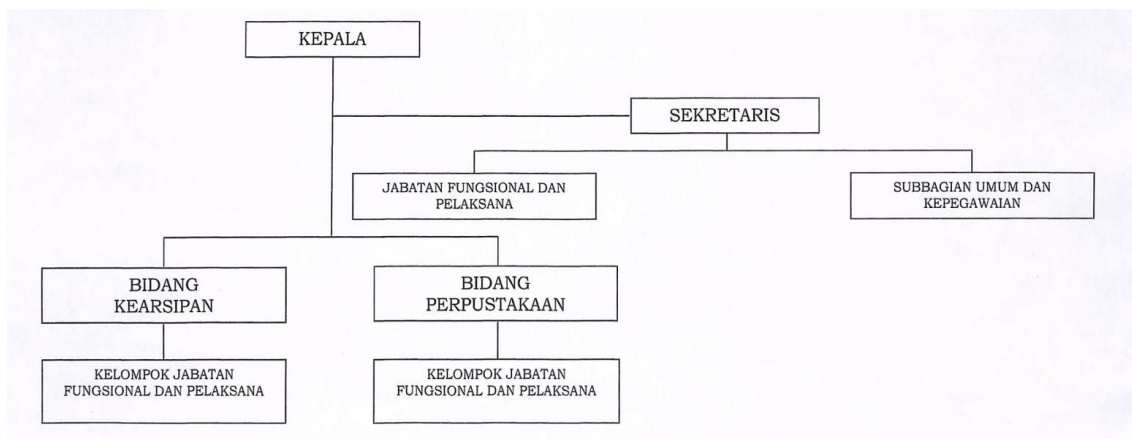 KEPALA
SEKRETARIS
JABATAN FUNGSIONAL DAN
PELAKSANA
SUBBAGIAN UMUM DAN
KEPEGAWAIAN
BIDANG
KEARSIPAN
BIDANG
PERPUSTAKAAN
KELOMPOK JABATAN
FUNGSIONAL DAN PELAKSANA
KELOMPOK JABATAN
FUNGSIONAL DAN PELAKSANA